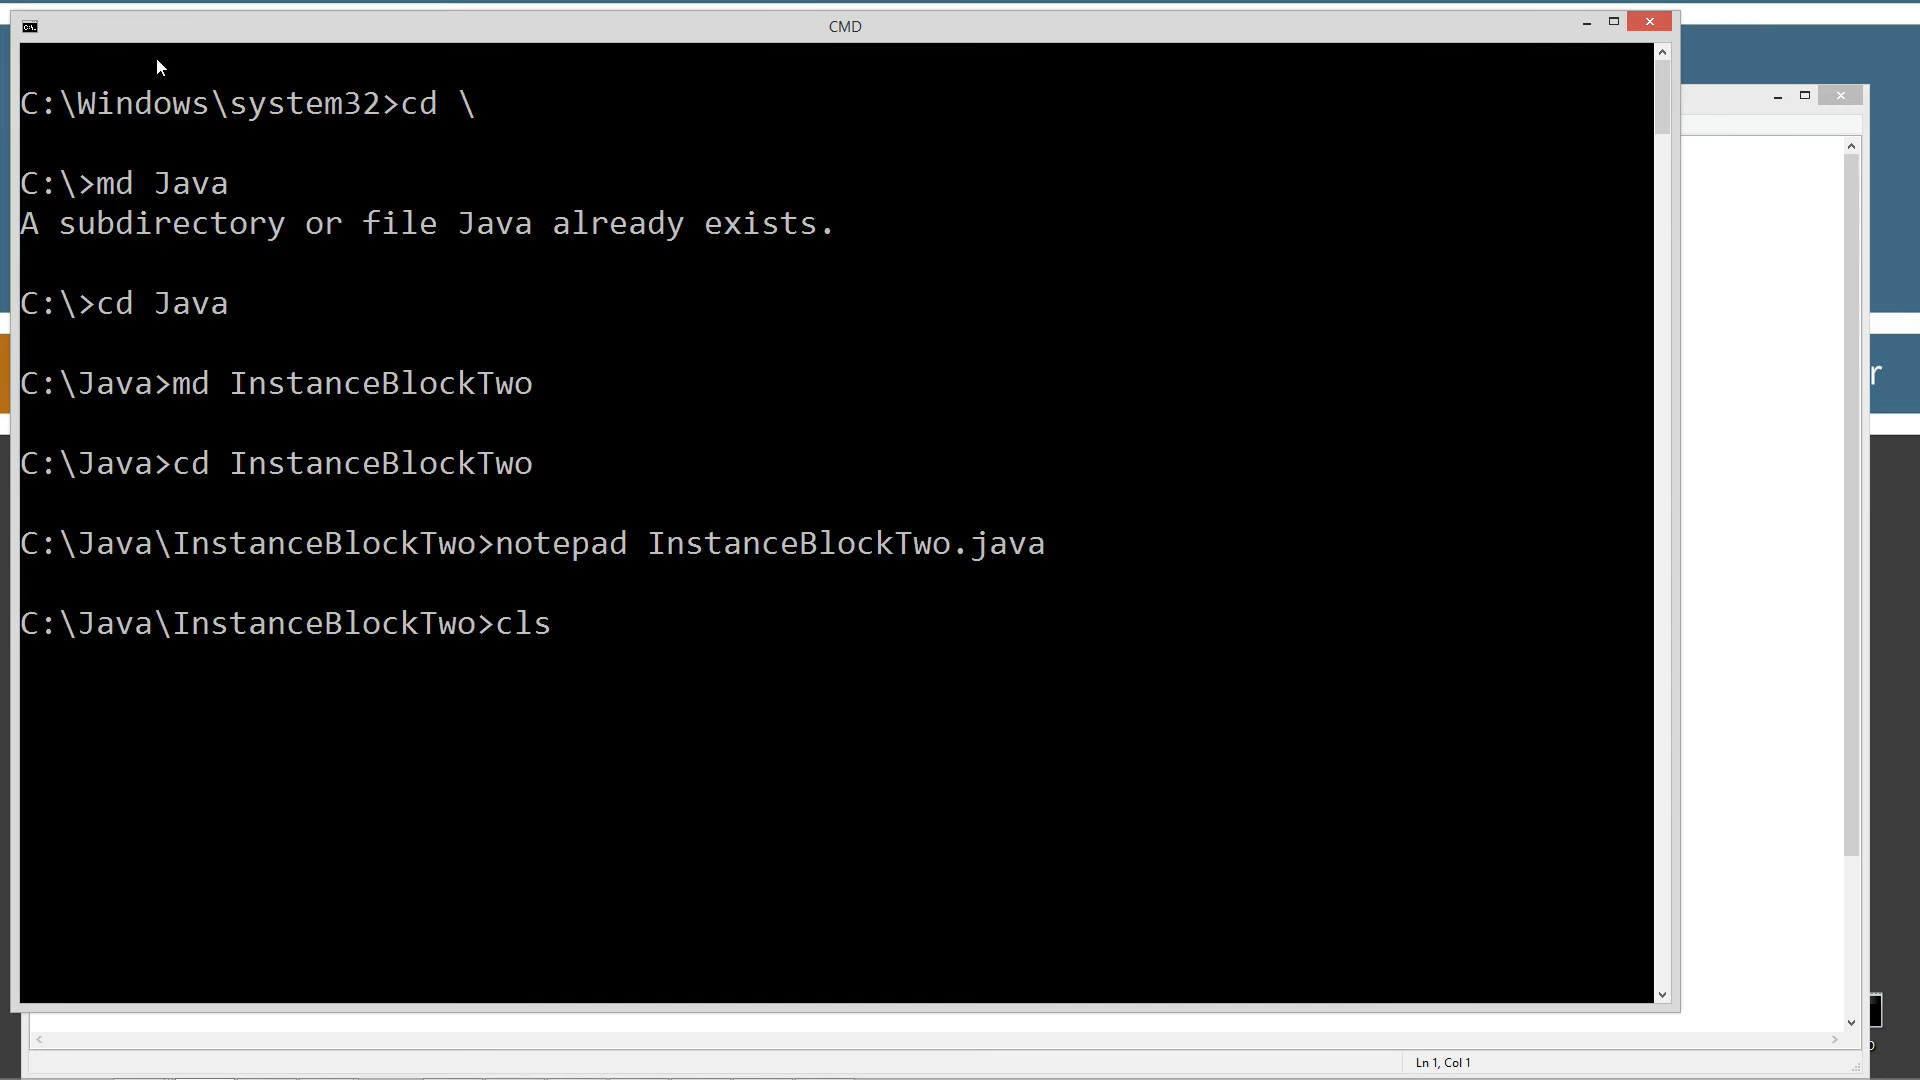 CMD
C:\Windows\system32>cd \
C:\>md Java
A subdirectory or file Java already exists.
C:\>cd Java
C:\Java>md InstanceBlockTwo
C:\Java>cd InstanceBlockTwo
C:\Java\InstanceBlockTwo>notepad InstanceBlockTwo.java
C:\Java\InstanceBlockTwo>cls
r
Ln 1, Col 1